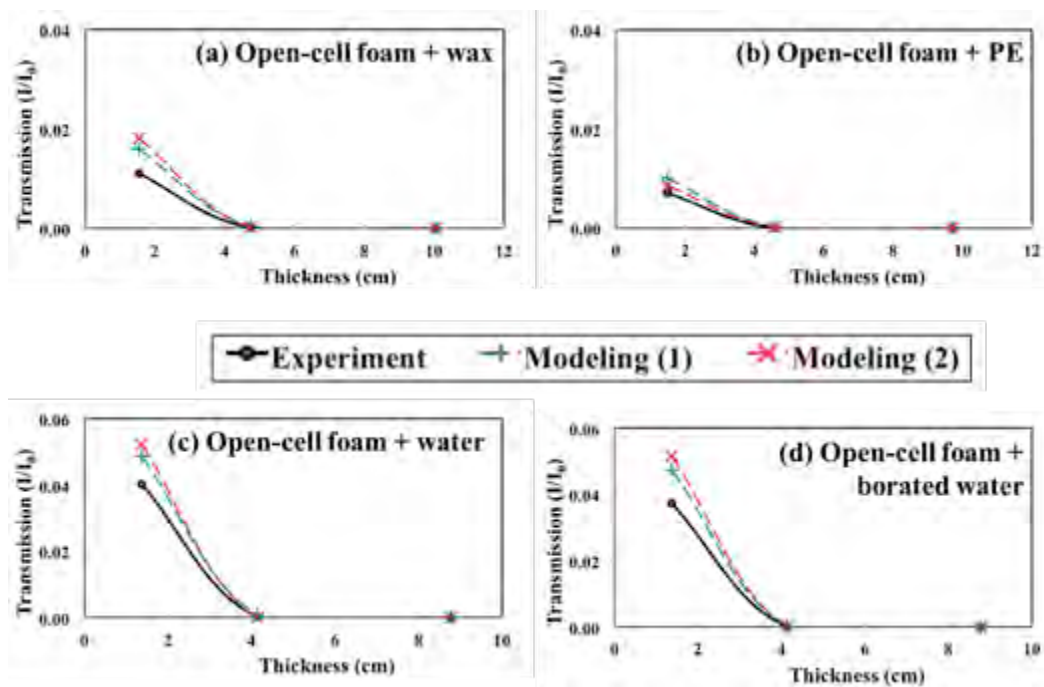 (a) Open-cell foam + wax
Transmission (I/I₀)
0.04
0.02
0.00
0 2 4 6 8 10 12
Thickness (cm)
(b) Open-cell foam + PE
Transmission (I/I₀)
0.04
0.02
0.00
0 2 4 6 8 10 12
Thickness (cm)
Experiment Modeling (1) Modeling (2)
(c) Open-cell foam + water
Transmission (I/I₀)
0.06
0.04
0.02
0.00
0 2 4 6 8 10
Thickness (cm)
(d) Open-cell foam +
borated water
Transmission (I/I₀)
0.06
0.04
0.02
0.00
0 2 4 6 8 10
Thickness (cm)